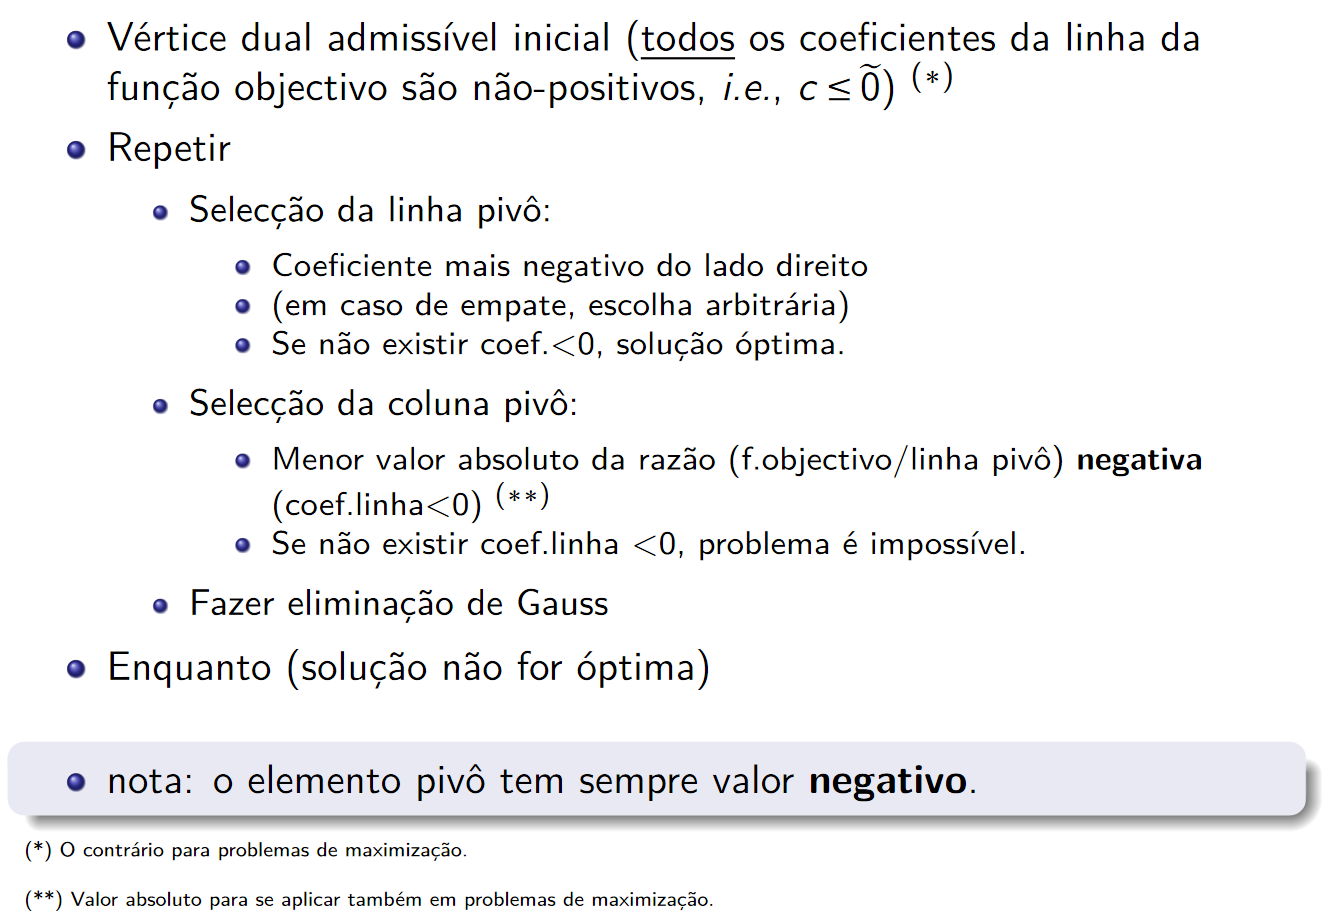 Vértice dual admissível inicial (todos os coeficientes da linha da
função objectivo são não-positivos, i.e., c ≤ 0̃) (*)
Repetir
Selecção da linha pivô:
Coeficiente mais negativo do lado direito
(em caso de empate, escolha arbitrária)
Se não existir coef.<0, solução óptima.
Selecção da coluna pivô:
Menor valor absoluto da razão (f.objectivo/linha pivô) negativa
(coef.linha<0) (**)
Se não existir coef.linha <0, problema é impossível.
Fazer eliminação de Gauss
Enquanto (solução não for óptima)
nota: o elemento pivô tem sempre valor negativo.
(*) O contrário para problemas de maximização.
(**) Valor absoluto para se aplicar também em problemas de maximização.